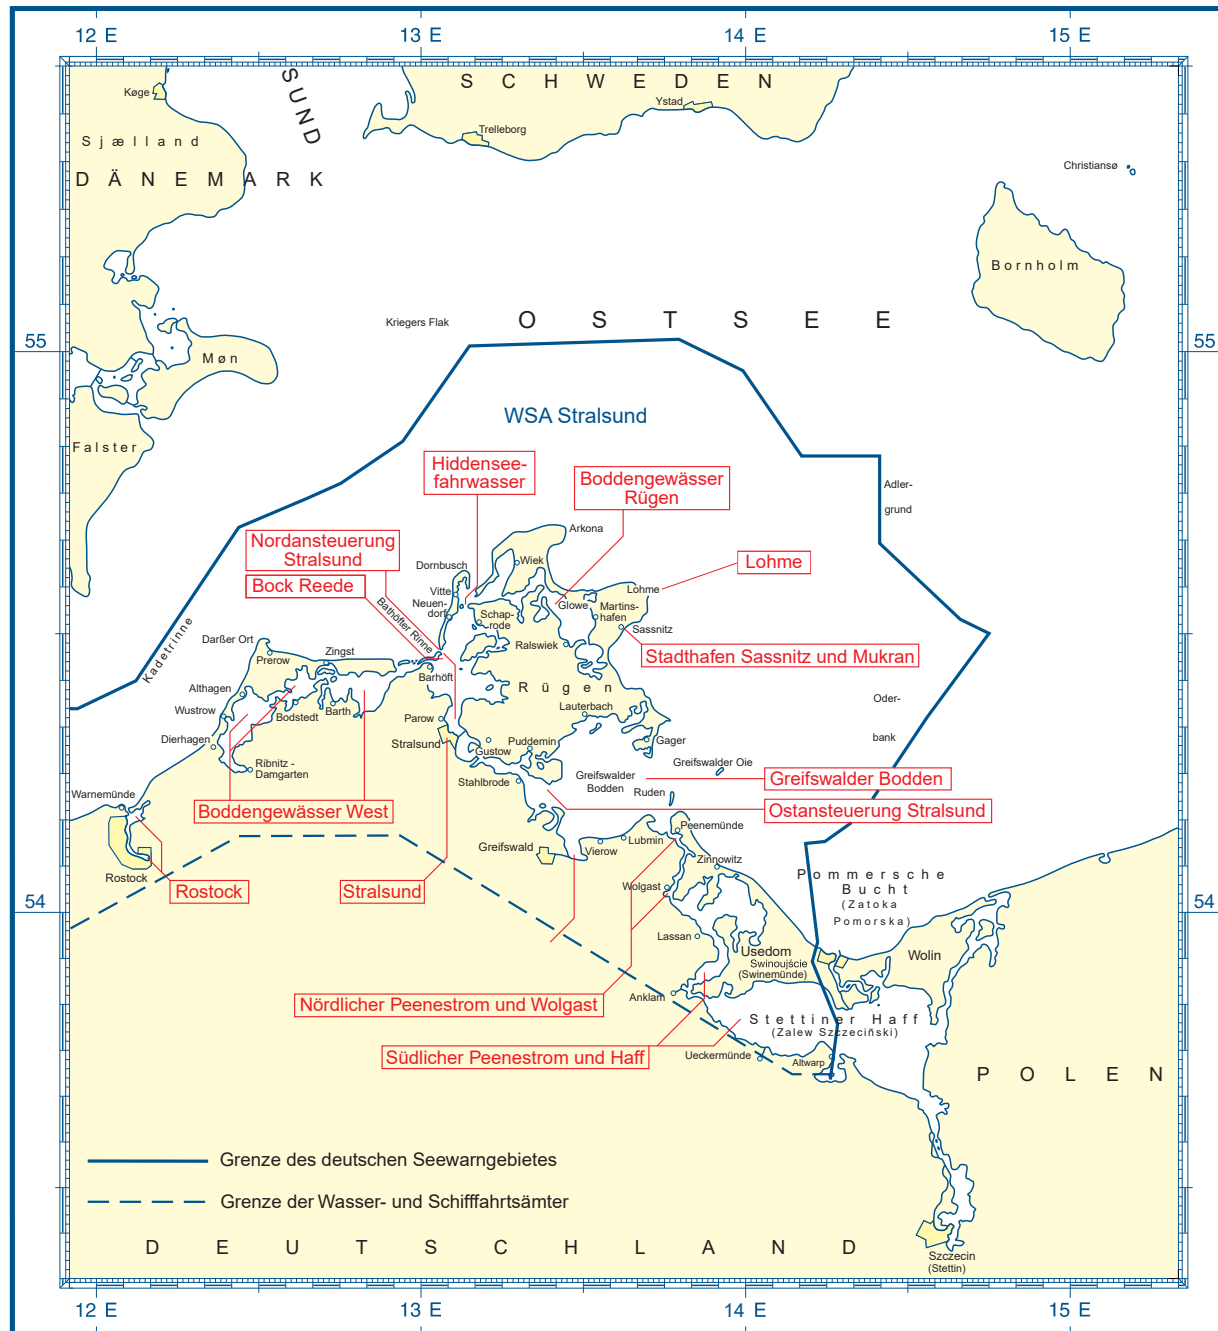 12 E
13 E
14 E
15 E
SCHWEDEN
SUND
Køge
Ystad
Trelleborg
Sjælland
DÄNEMARK
Christiansø
Bornholm
Kriegers Flak
OSTSEE
55
55
Møn
WSA Stralsund
Falster
Hiddensee-
fahrwasser
Boddengewässer
Rügen
Adler-
grund
Nordansteuerung
Stralsund
Bock Reede
Arkona
Dornbusch
Wiek
Lohme
Vitte
Neuen-
dorf
Lohme
Glowe
Martins-
hafen
Schap-
rode
Bathöfter Rinne
Kadetrinne
Darßer Ort
Sassnitz
Ralswiek
Stadthafen Sassnitz und Mukran
Prerow
Zingst
Barhöft
Rügen
Althagen
Wustrow
Bodstedt
Barth
Parow
Lauterbach
Oder-
bank
Dierhagen
Stralsund
Gustow
Puddemin
Gager
Ribnitz -
Damgarten
Stahlbrode
Greifswalder
Bodden
Greifswalder Oie
Greifswalder Bodden
Ruden
Warnemünde
Boddengewässer West
Ostansteuerung Stralsund
Peenemünde
Greifswald
Vierow
Lubmin
Zinnowitz
Rostock
Rostock
Stralsund
Wolgast
Pommersche
Bucht
(Zatoka
Pomorska)
54
54
Lassan
Usedom
Swinoujście
(Swinemünde)
Wolin
Nördlicher Peenestrom und Wolgast
Anklam
Stettiner Haff
(Zalew Szczeciński)
Südlicher Peenestrom und Haff
Ueckermünde
Altwarp
POLEN
Grenze des deutschen Seewarngebietes
Grenze der Wasser- und Schifffahrtsämter
DEUTSCHLAND
Szczecin
(Stettin)
12 E
13 E
14 E
15 E